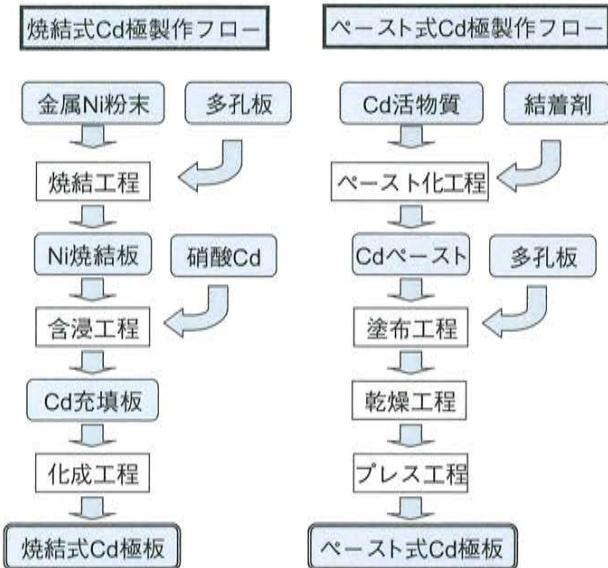 焼結式Cd極製作フロー
金属Ni粉末
多孔板
焼結工程
Ni焼結板
硝酸Cd
含浸工程
Cd充填板
化成工程
焼結式Cd極板
ペースト式Cd極製作フロー
Cd活物質
結着剤
ペースト化工程
Cdペースト
多孔板
塗布工程
乾燥工程
プレス工程
ペースト式Cd極板